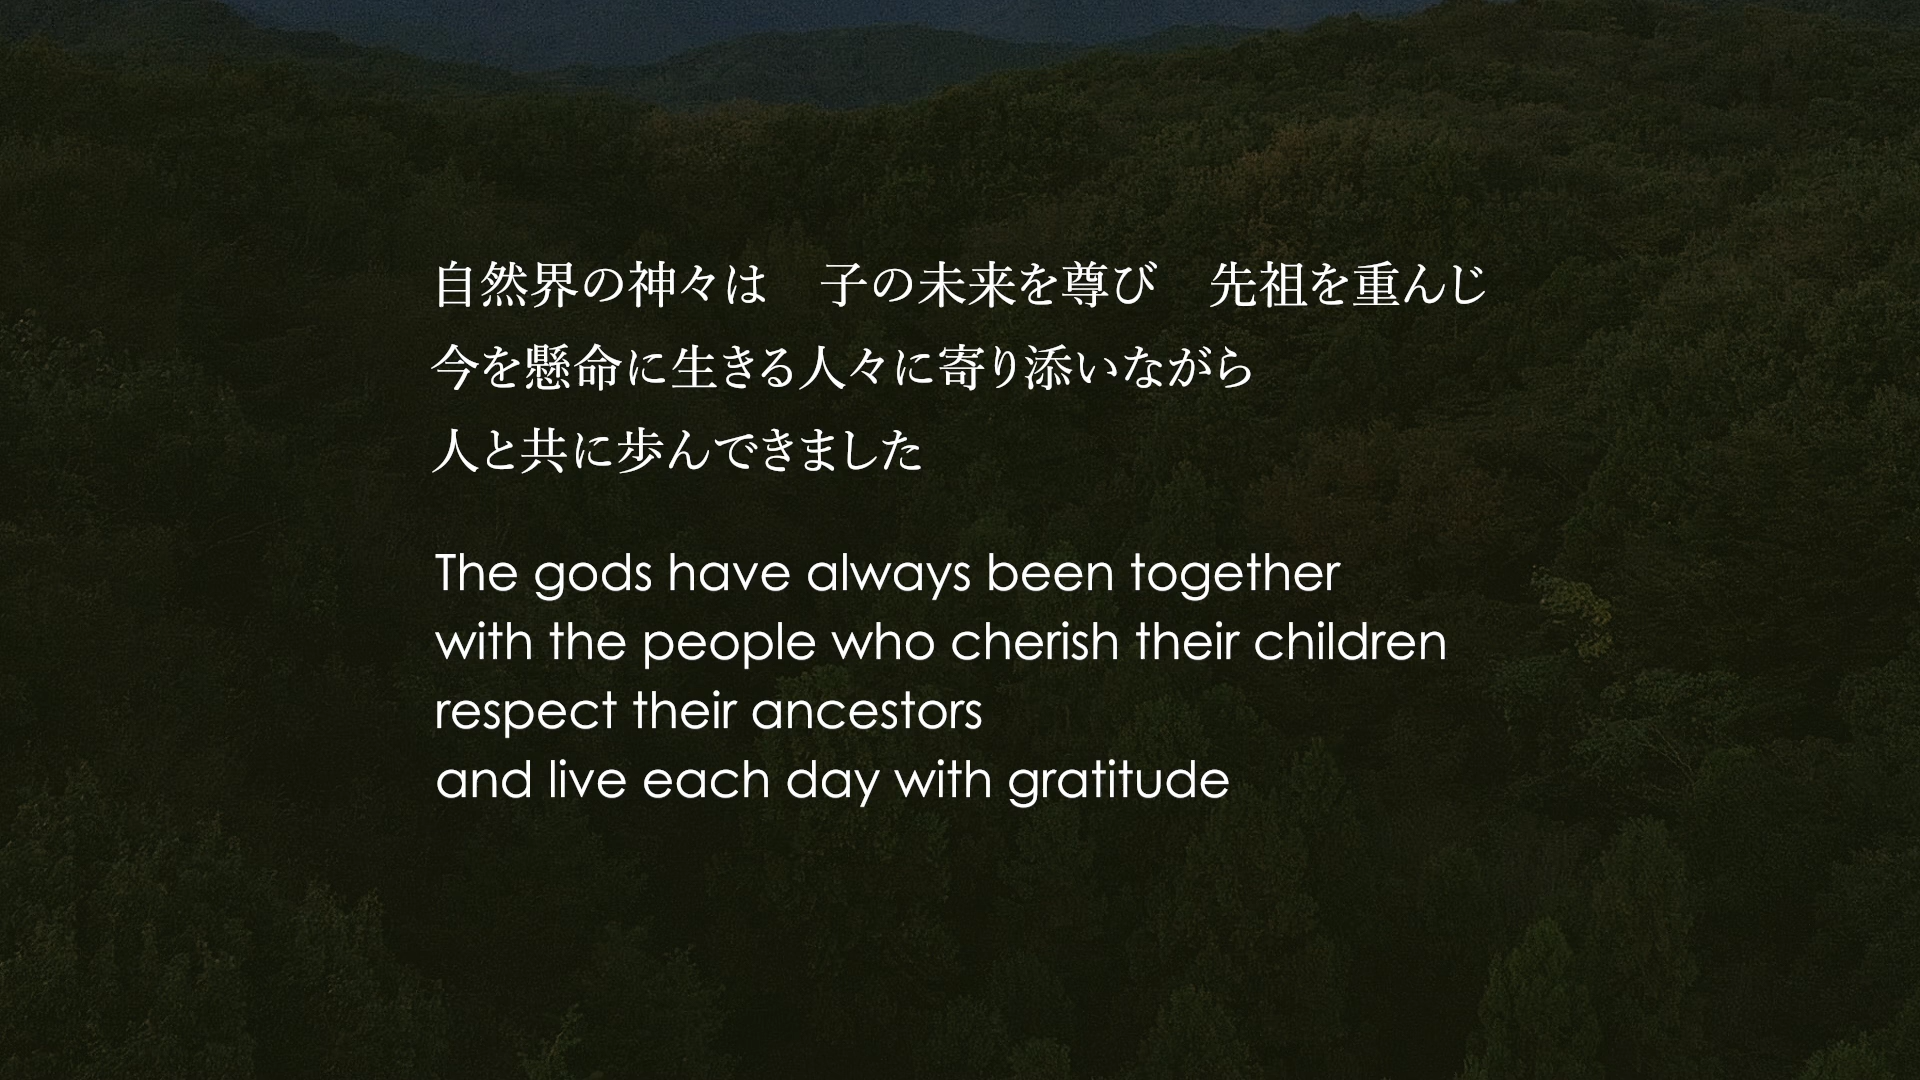 自然界の神々は　子の未来を尊び　先祖を重んじ
今を懸命に生きる人々に寄り添いながら
人と共に歩んできました
The gods have always been together
with the people who cherish their children
respect their ancestors
and live each day with gratitude